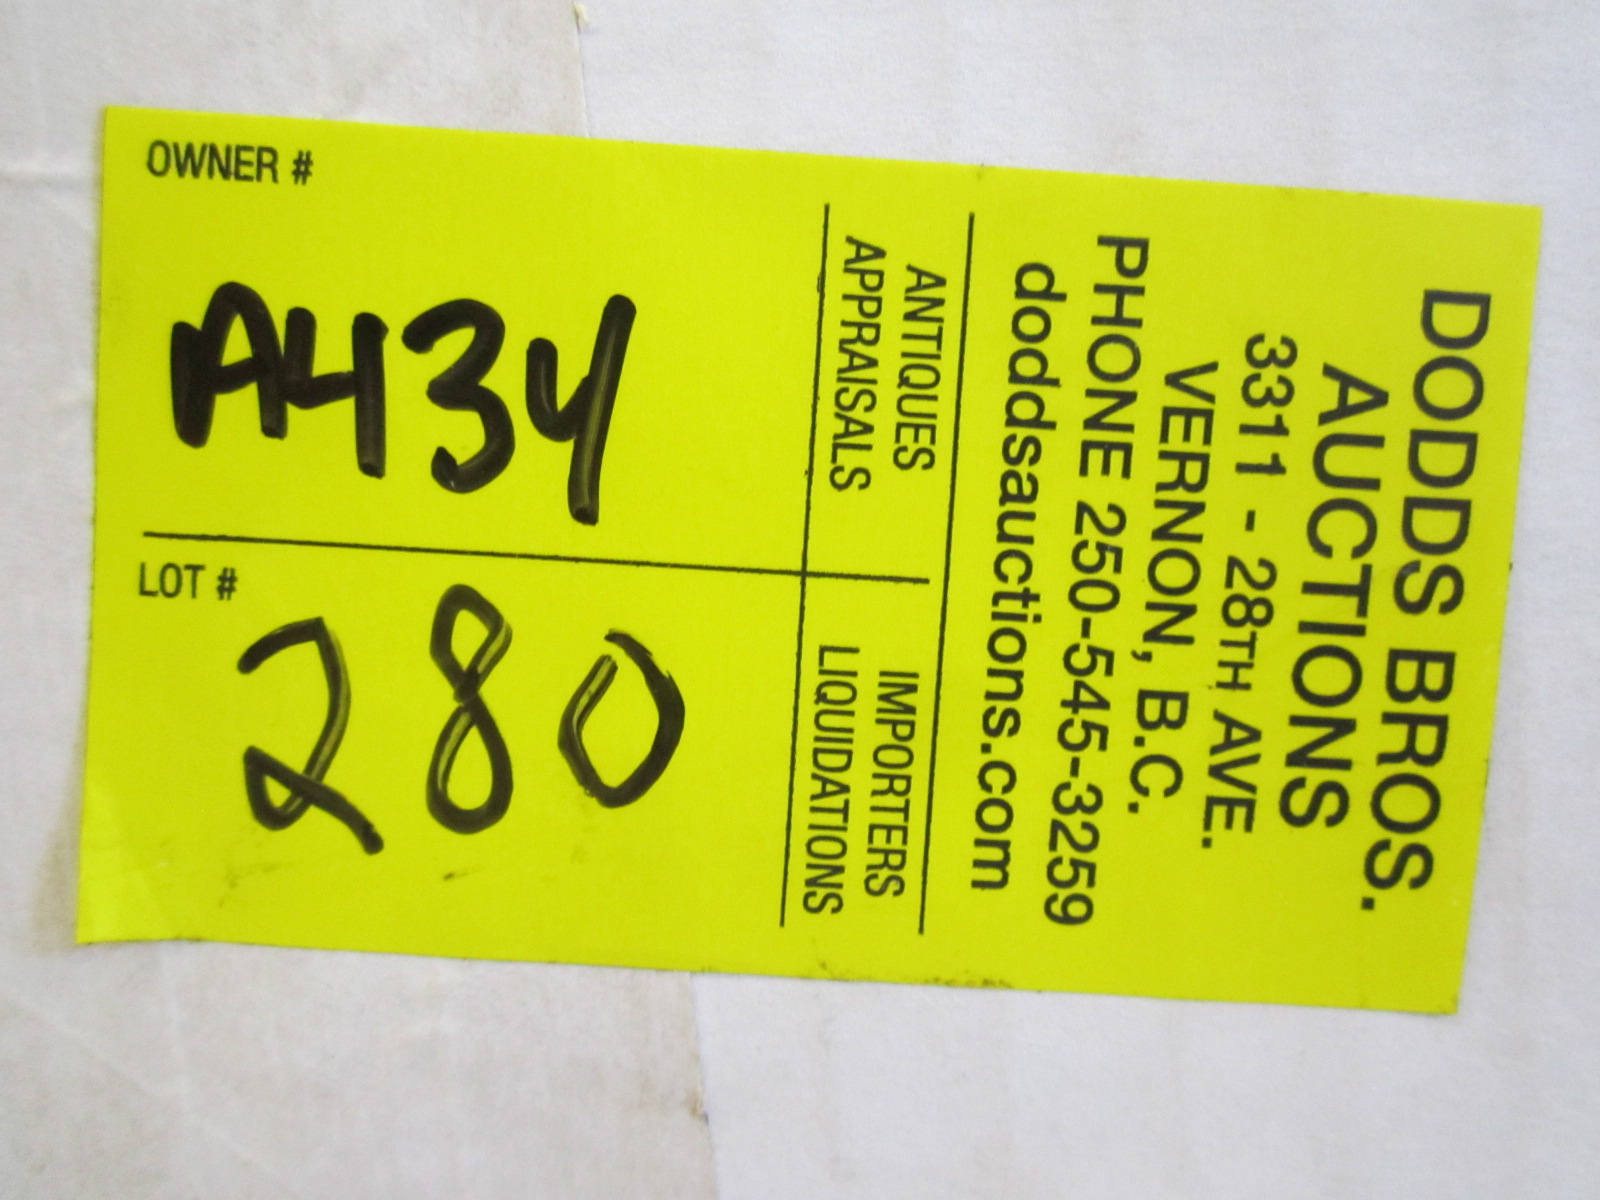 DODDS BROS.
AUCTIONS
3311 - 28TH AVE.
VERNON, B.C.
PHONE 250-545-3259
doddsauctions.com
ANTIQUES
APPRAISALS
IMPORTERS
LIQUIDATIONS
OWNER #
A434
LOT #
280